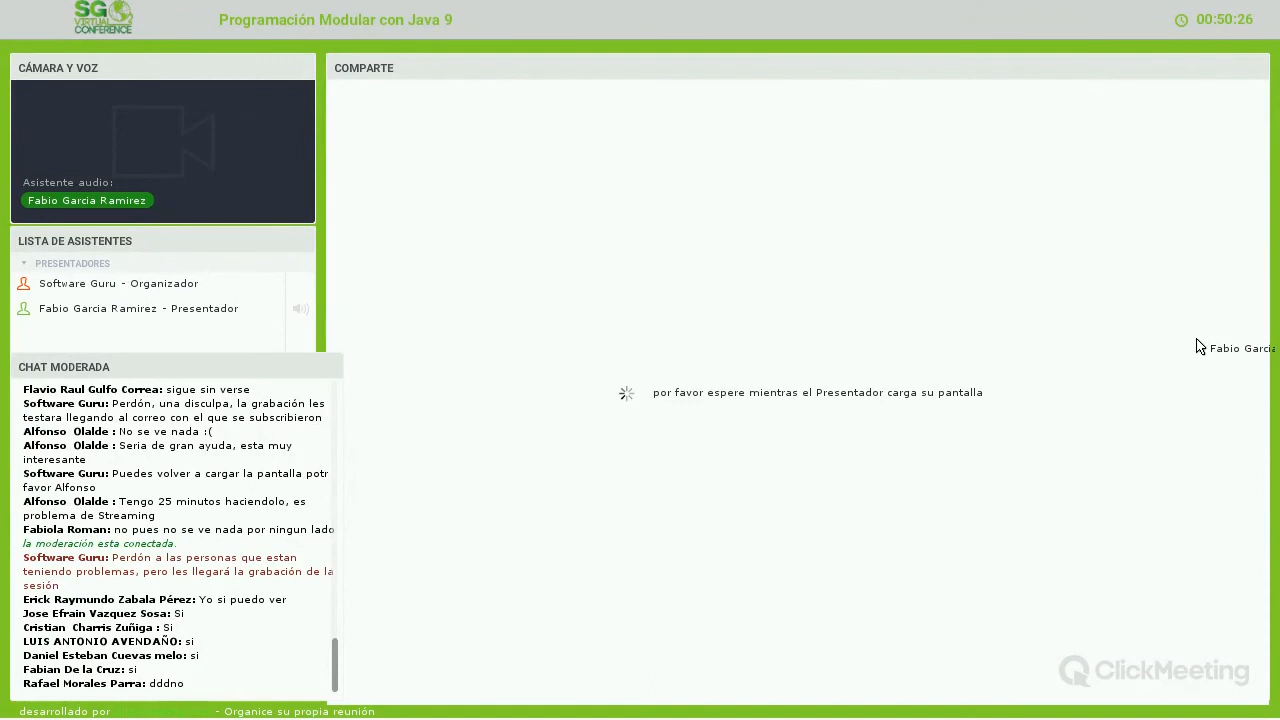 SG
VIRTUAL
CONFERENCE
Programación Modular con Java 9
00:50:26
CÁMARA Y VOZ
Asistente audio:
Fabio Garcia Ramirez
LISTA DE ASISTENTES
PRESENTADORES
Software Guru - Organizador
Fabio Garcia Ramirez - Presentador
CHAT MODERADA
Flavio Raul Gulfo Correa: sigue sin verse
Software Guru: Perdón, una disculpa, la grabación les
testara llegando al correo con el que se subscribieron
Alfonso Olalde : No se ve nada :(
Alfonso Olalde : Seria de gran ayuda, esta muy
interesante
Software Guru: Puedes volver a cargar la pantalla potr
favor Alfonso
Alfonso Olalde : Tengo 25 minutos haciendolo, es
problema de Streaming
Fabiola Roman: no pues no se ve nada por ningun lado
la moderación esta conectada.
Software Guru: Perdón a las personas que estan
teniendo problemas, pero les llegará la grabación de la
sesión
Erick Raymundo Zabala Pérez: Yo si puedo ver
Jose Efrain Vazquez Sosa: Si
Cristian Charris Zuñiga : Si
LUIS ANTONIO AVENDAÑO: si
Daniel Esteban Cuevas melo: si
Fabian De la Cruz: si
Rafael Morales Parra: dddno
COMPARTE
por favor espere mientras el Presentador carga su pantalla
Fabio Garcia
ClickMeeting
desarrollado por - Organice su propia reunión